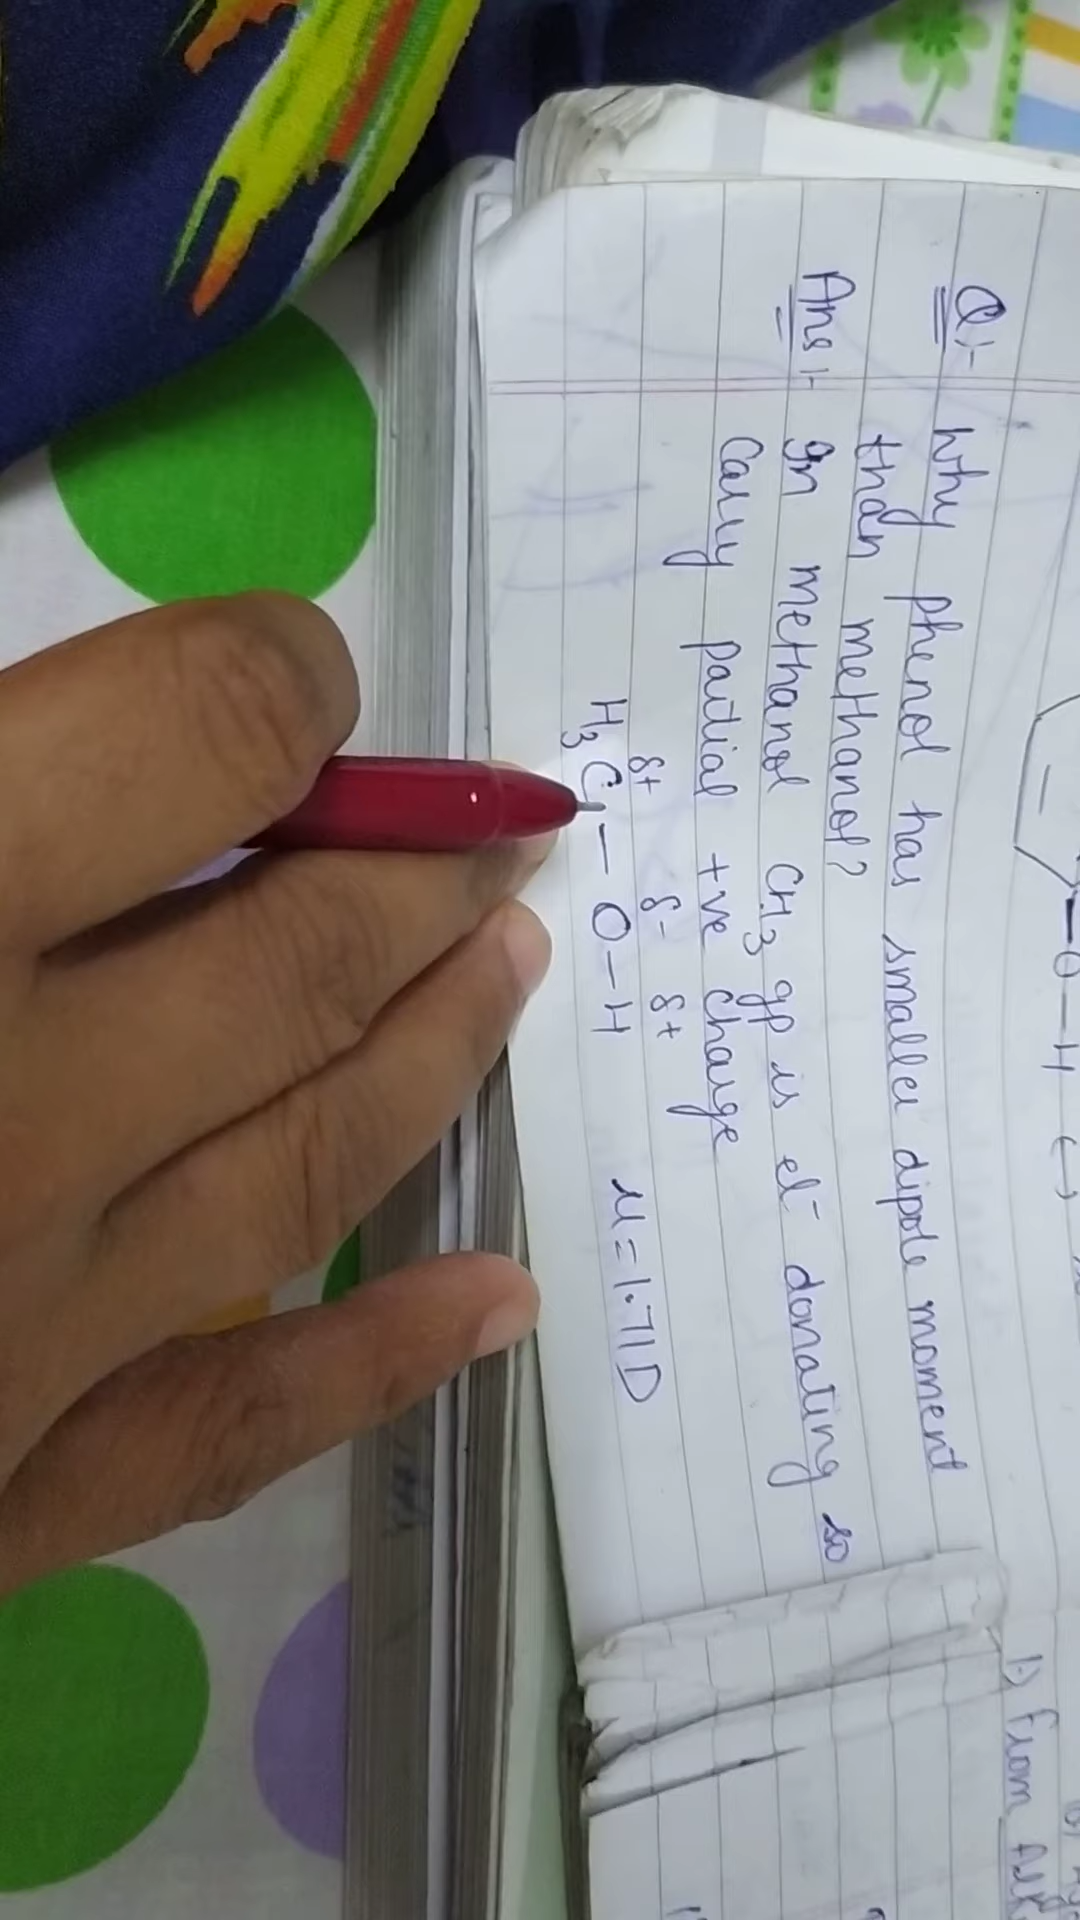 O-H ↔
Q:- Why phenol has smaller dipole moment
than methanol?
Ans:- In methanol CH3 gp is el- donating so
carry partial +ve charge
δ+ δ- δ+
H3C-O-H μ=1.71D
1.) From